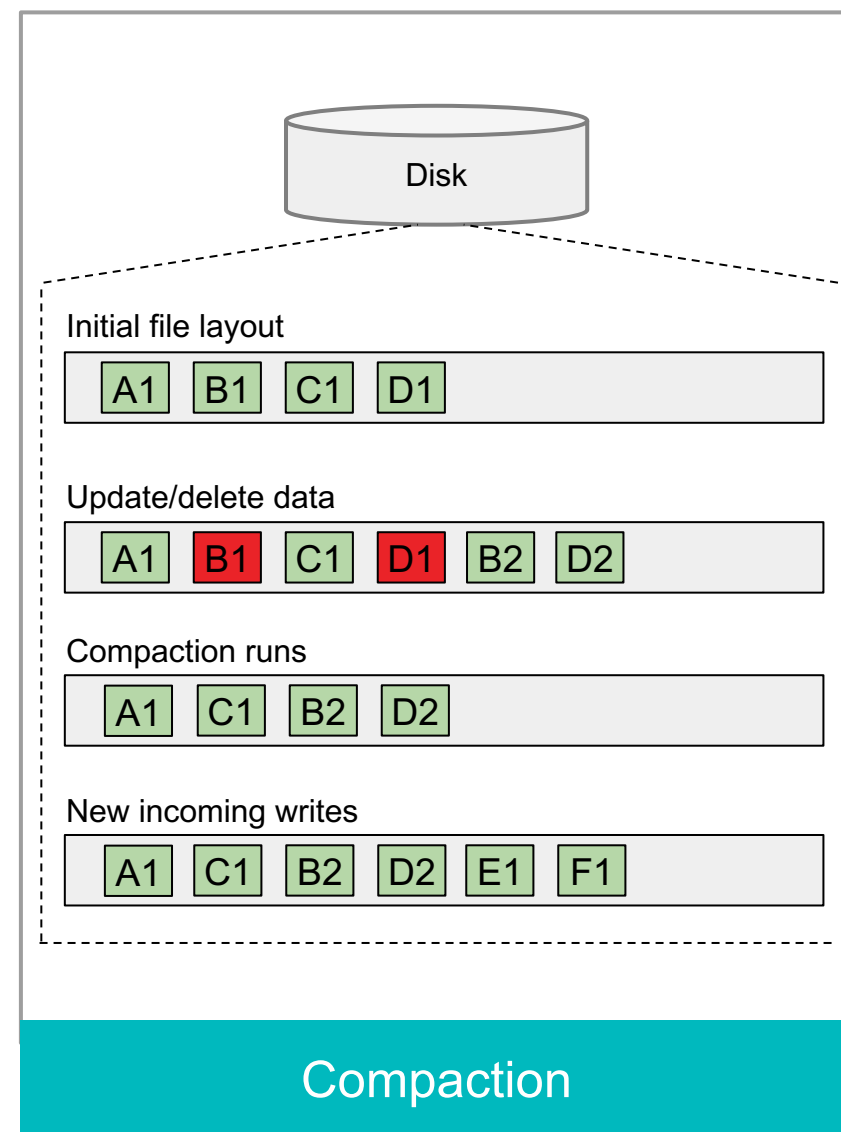 Disk
Initial file layout
A1 B1 C1 D1
Update/delete data
A1 B1 C1 D1 B2 D2
Compaction runs
A1 C1 B2 D2
New incoming writes
A1 C1 B2 D2 E1 F1
Compaction